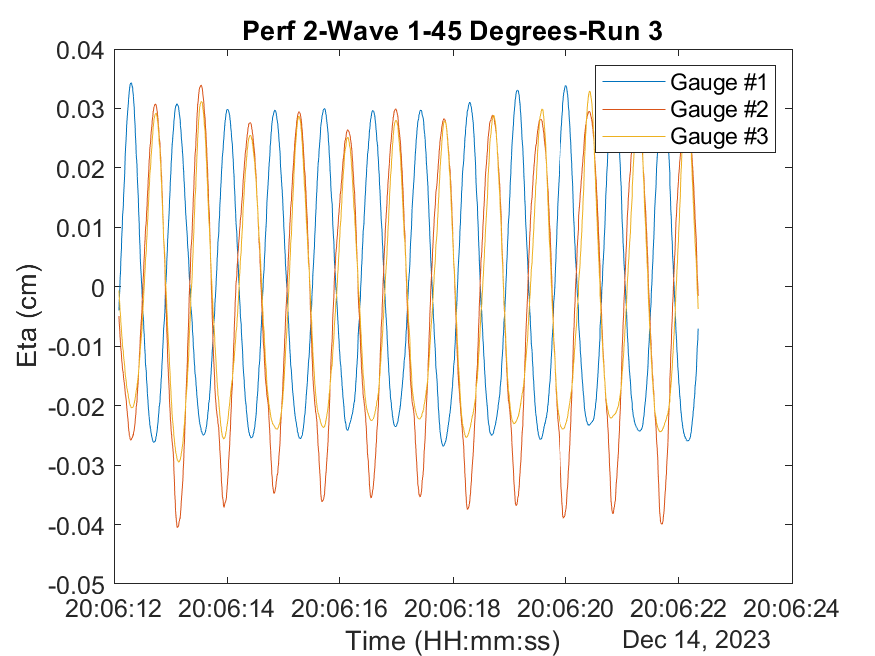 Perf 2-Wave 1-45 Degrees-Run 3
0.04
0.03
0.02
0.01
0
-0.01
-0.02
-0.03
-0.04
-0.05
Eta (cm)
Gauge #1
Gauge #2
Gauge #3
20:06:12 20:06:14 20:06:16 20:06:18 20:06:20 20:06:22 20:06:24
Time (HH:mm:ss)
Dec 14, 2023